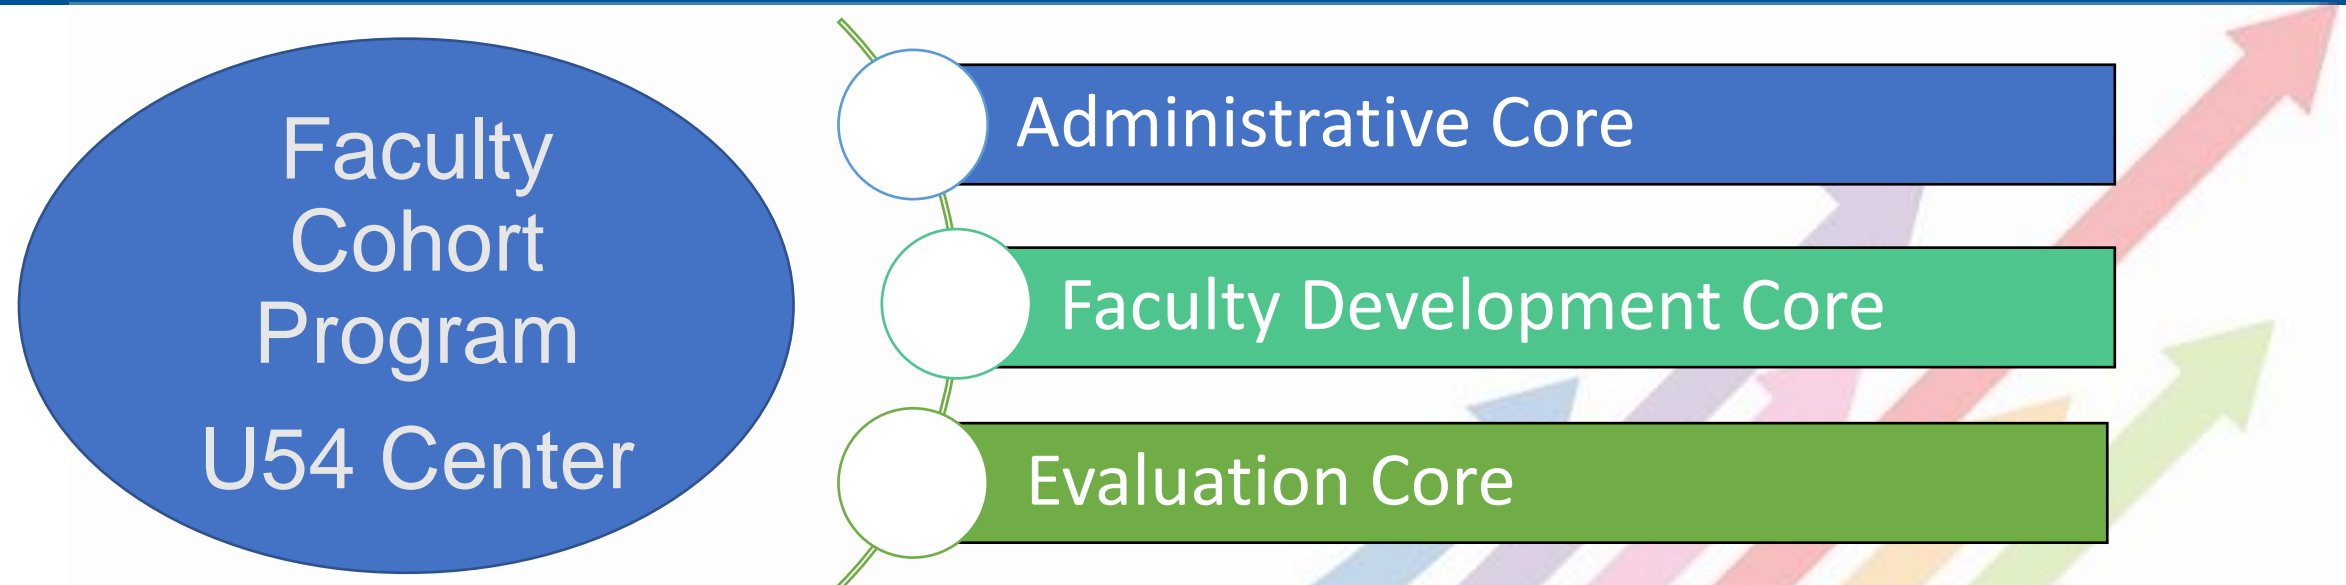 Faculty
Cohort
Program
U54 Center
Administrative Core
Faculty Development Core
Evaluation Core